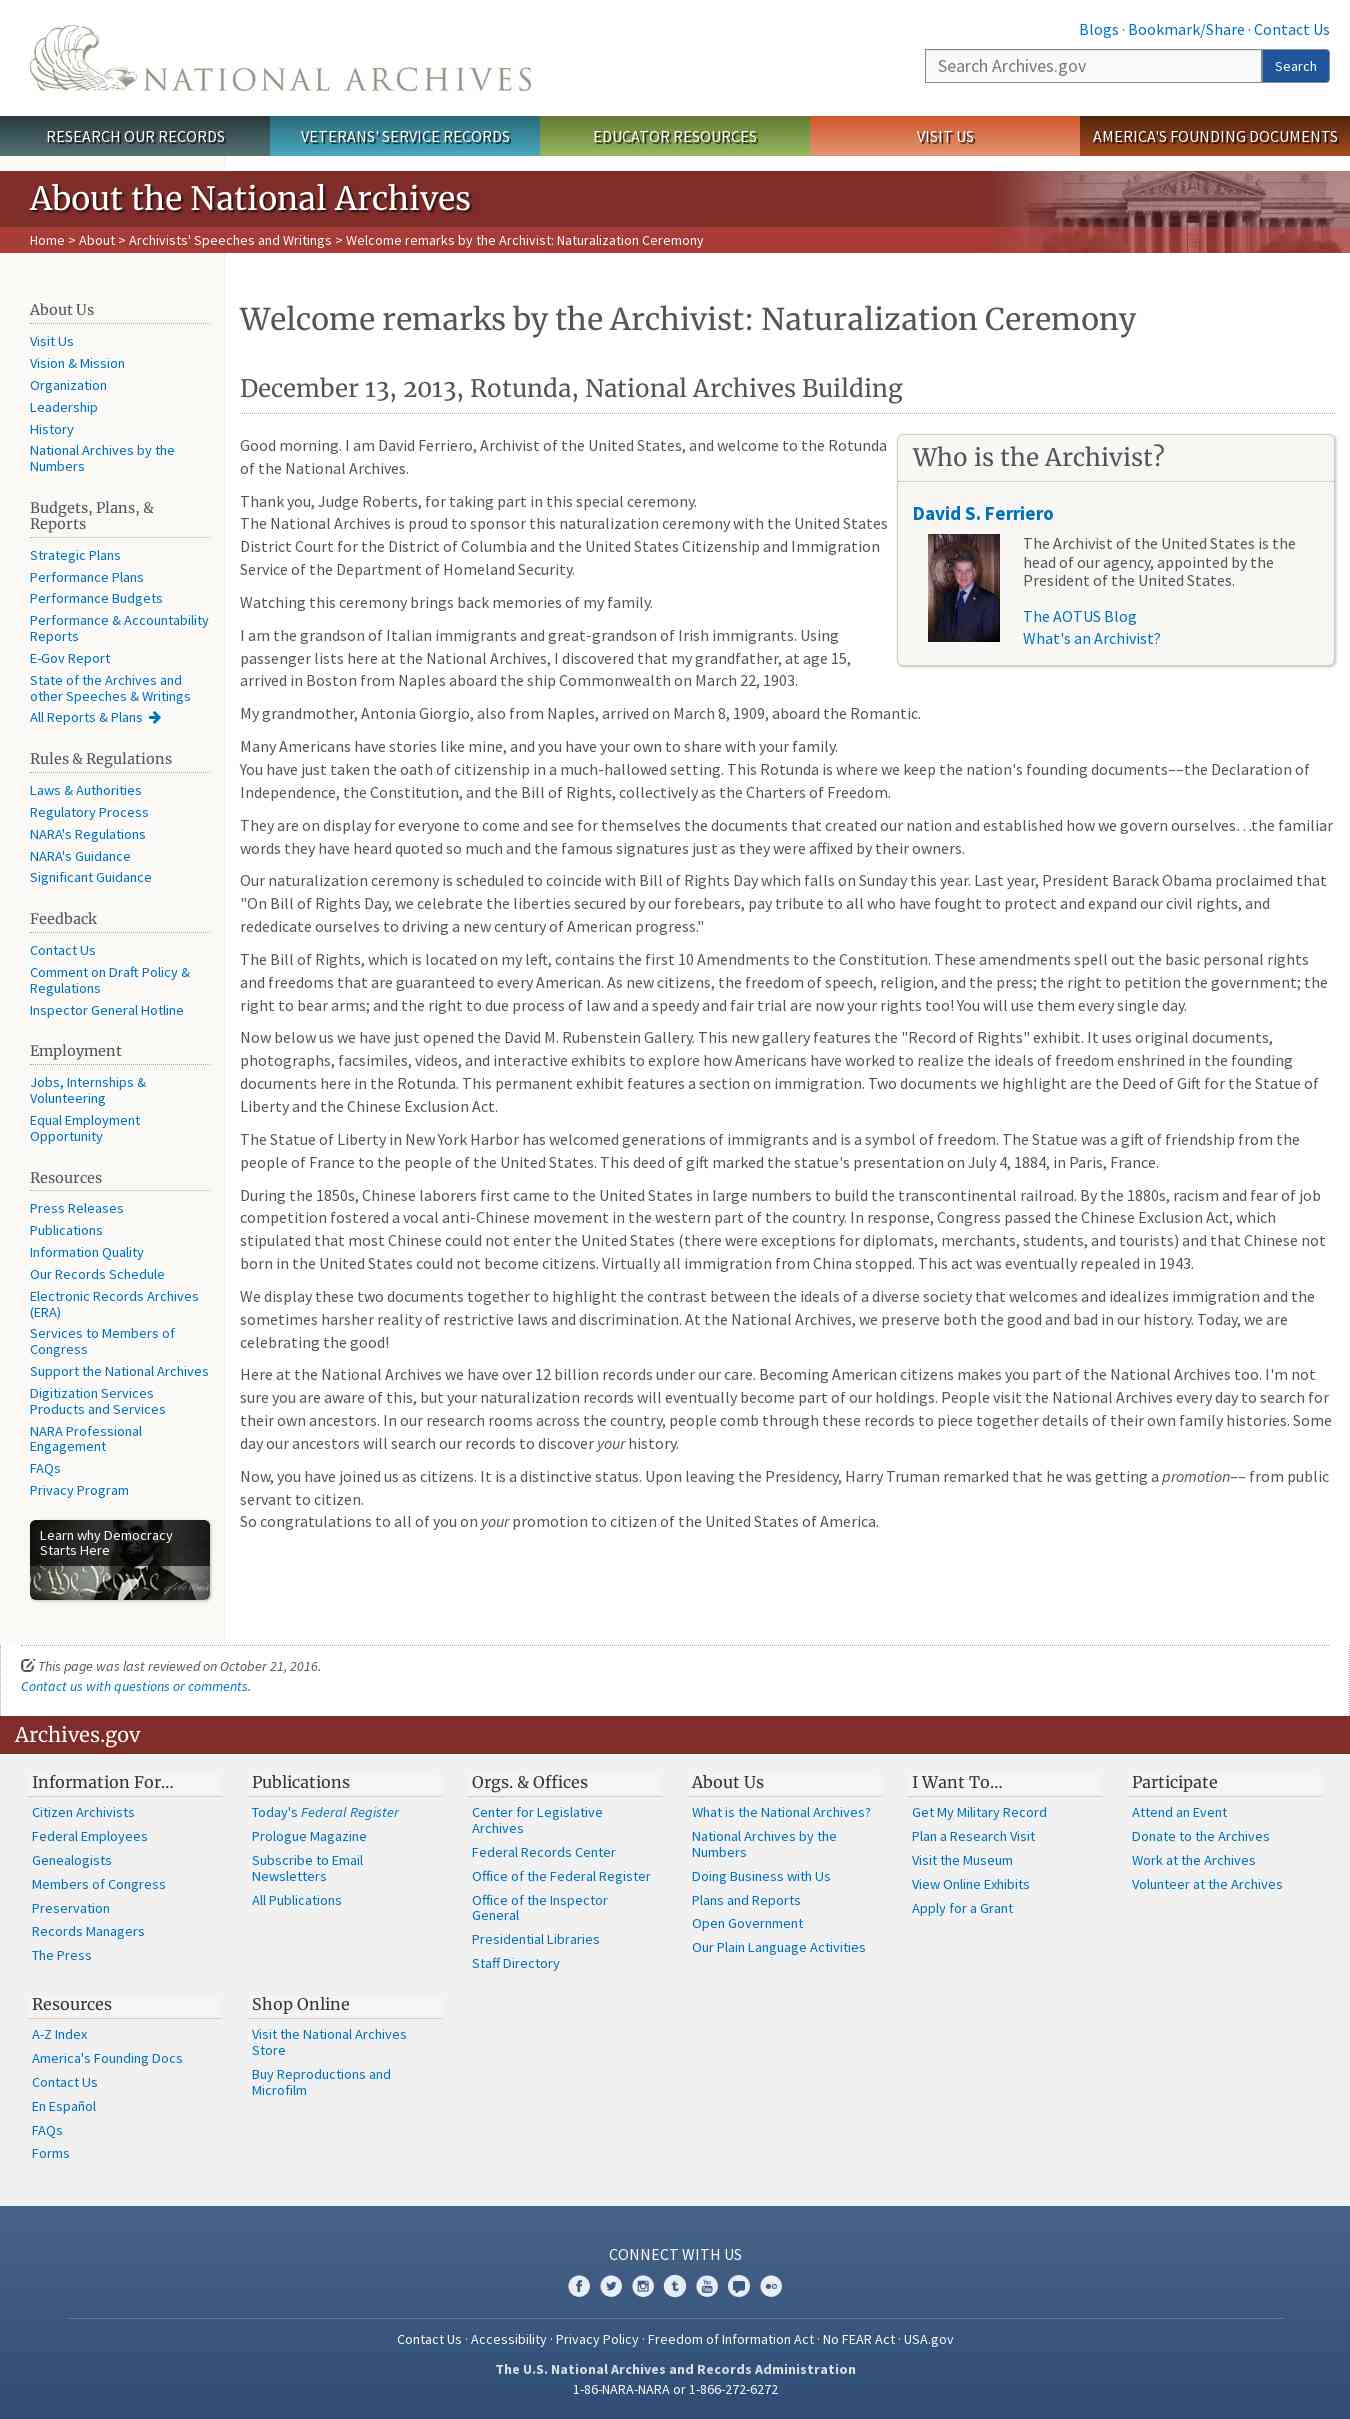 Blogs · Bookmark/Share · Contact Us
NATIONAL ARCHIVES
Search Archives.gov
Search
RESEARCH OUR RECORDS
VETERANS' SERVICE RECORDS
EDUCATOR RESOURCES
VISIT US
AMERICA'S FOUNDING DOCUMENTS
About the National Archives
Home > About > Archivists' Speeches and Writings > Welcome remarks by the Archivist: Naturalization Ceremony
About Us
Visit Us
Vision & Mission
Organization
Leadership
History
National Archives by the
Numbers
Budgets, Plans, &
Reports
Strategic Plans
Performance Plans
Performance Budgets
Performance & Accountability
Reports
E-Gov Report
State of the Archives and
other Speeches & Writings
All Reports & Plans
Rules & Regulations
Laws & Authorities
Regulatory Process
NARA's Regulations
NARA's Guidance
Significant Guidance
Feedback
Contact Us
Comment on Draft Policy &
Regulations
Inspector General Hotline
Employment
Jobs, Internships &
Volunteering
Equal Employment
Opportunity
Resources
Press Releases
Publications
Information Quality
Our Records Schedule
Electronic Records Archives
(ERA)
Services to Members of
Congress
Support the National Archives
Digitization Services
Products and Services
NARA Professional
Engagement
FAQs
Privacy Program
Learn why Democracy
Starts Here
We the People
Welcome remarks by the Archivist: Naturalization Ceremony
December 13, 2013, Rotunda, National Archives Building
Good morning. I am David Ferriero, Archivist of the United States, and welcome to the Rotunda
of the National Archives.
Thank you, Judge Roberts, for taking part in this special ceremony.
The National Archives is proud to sponsor this naturalization ceremony with the United States
District Court for the District of Columbia and the United States Citizenship and Immigration
Service of the Department of Homeland Security.
Watching this ceremony brings back memories of my family.
I am the grandson of Italian immigrants and great-grandson of Irish immigrants. Using
passenger lists here at the National Archives, I discovered that my grandfather, at age 15,
arrived in Boston from Naples aboard the ship Commonwealth on March 22, 1903.
My grandmother, Antonia Giorgio, also from Naples, arrived on March 8, 1909, aboard the Romantic.
Who is the Archivist?
David S. Ferriero
The Archivist of the United States is the
head of our agency, appointed by the
President of the United States.
The AOTUS Blog
What's an Archivist?
Many Americans have stories like mine, and you have your own to share with your family.
You have just taken the oath of citizenship in a much-hallowed setting. This Rotunda is where we keep the nation's founding documents––the Declaration of
Independence, the Constitution, and the Bill of Rights, collectively as the Charters of Freedom.
They are on display for everyone to come and see for themselves the documents that created our nation and established how we govern ourselves…the familiar
words they have heard quoted so much and the famous signatures just as they were affixed by their owners.
Our naturalization ceremony is scheduled to coincide with Bill of Rights Day which falls on Sunday this year. Last year, President Barack Obama proclaimed that
"On Bill of Rights Day, we celebrate the liberties secured by our forebears, pay tribute to all who have fought to protect and expand our civil rights, and
rededicate ourselves to driving a new century of American progress."
The Bill of Rights, which is located on my left, contains the first 10 Amendments to the Constitution. These amendments spell out the basic personal rights
and freedoms that are guaranteed to every American. As new citizens, the freedom of speech, religion, and the press; the right to petition the government; the
right to bear arms; and the right to due process of law and a speedy and fair trial are now your rights too! You will use them every single day.
Now below us we have just opened the David M. Rubenstein Gallery. This new gallery features the "Record of Rights" exhibit. It uses original documents,
photographs, facsimiles, videos, and interactive exhibits to explore how Americans have worked to realize the ideals of freedom enshrined in the founding
documents here in the Rotunda. This permanent exhibit features a section on immigration. Two documents we highlight are the Deed of Gift for the Statue of
Liberty and the Chinese Exclusion Act.
The Statue of Liberty in New York Harbor has welcomed generations of immigrants and is a symbol of freedom. The Statue was a gift of friendship from the
people of France to the people of the United States. This deed of gift marked the statue's presentation on July 4, 1884, in Paris, France.
During the 1850s, Chinese laborers first came to the United States in large numbers to build the transcontinental railroad. By the 1880s, racism and fear of job
competition fostered a vocal anti-Chinese movement in the western part of the country. In response, Congress passed the Chinese Exclusion Act, which
stipulated that most Chinese could not enter the United States (there were exceptions for diplomats, merchants, students, and tourists) and that Chinese not
born in the United States could not become citizens. Virtually all immigration from China stopped. This act was eventually repealed in 1943.
We display these two documents together to highlight the contrast between the ideals of a diverse society that welcomes and idealizes immigration and the
sometimes harsher reality of restrictive laws and discrimination. At the National Archives, we preserve both the good and bad in our history. Today, we are
celebrating the good!
Here at the National Archives we have over 12 billion records under our care. Becoming American citizens makes you part of the National Archives too. I'm not
sure you are aware of this, but your naturalization records will eventually become part of our holdings. People visit the National Archives every day to search for
their own ancestors. In our research rooms across the country, people comb through these records to piece together details of their own family histories. Some
day our ancestors will search our records to discover your history.
Now, you have joined us as citizens. It is a distinctive status. Upon leaving the Presidency, Harry Truman remarked that he was getting a promotion–– from public
servant to citizen.
So congratulations to all of you on your promotion to citizen of the United States of America.
This page was last reviewed on October 21, 2016.
Contact us with questions or comments.
Archives.gov
Information For…
Citizen Archivists
Federal Employees
Genealogists
Members of Congress
Preservation
Records Managers
The Press
Publications
Today's Federal Register
Prologue Magazine
Subscribe to Email
Newsletters
All Publications
Orgs. & Offices
Center for Legislative
Archives
Federal Records Center
Office of the Federal Register
Office of the Inspector
General
Presidential Libraries
Staff Directory
About Us
What is the National Archives?
National Archives by the
Numbers
Doing Business with Us
Plans and Reports
Open Government
Our Plain Language Activities
I Want To…
Get My Military Record
Plan a Research Visit
Visit the Museum
View Online Exhibits
Apply for a Grant
Participate
Attend an Event
Donate to the Archives
Work at the Archives
Volunteer at the Archives
Resources
A-Z Index
America's Founding Docs
Contact Us
En Español
FAQs
Forms
Shop Online
Visit the National Archives
Store
Buy Reproductions and
Microfilm
CONNECT WITH US
Contact Us · Accessibility · Privacy Policy · Freedom of Information Act · No FEAR Act · USA.gov
The U.S. National Archives and Records Administration
1-86-NARA-NARA or 1-866-272-6272